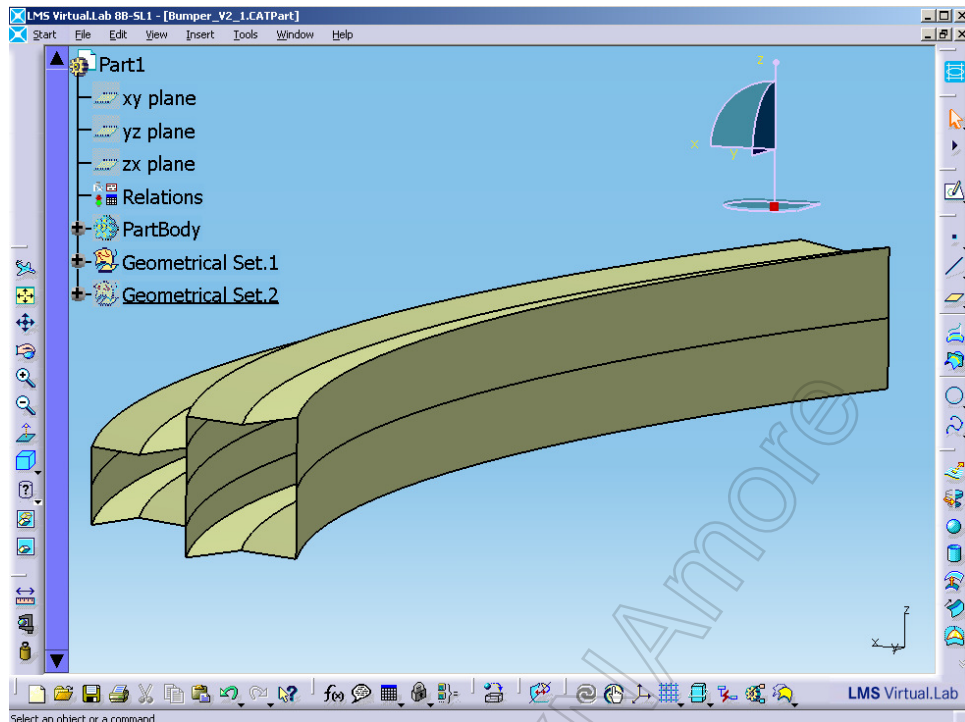 LMS Virtual.Lab 8B-SL1 - [Bumper_V2_1.CATPart]
Start File Edit View Insert Tools Window Help
Part1
xy plane
yz plane
zx plane
Relations
PartBody
Geometrical Set.1
Geometrical Set.2
z
x
y
z
x
y
f(x)
LMS Virtual.Lab
Select an object or a command